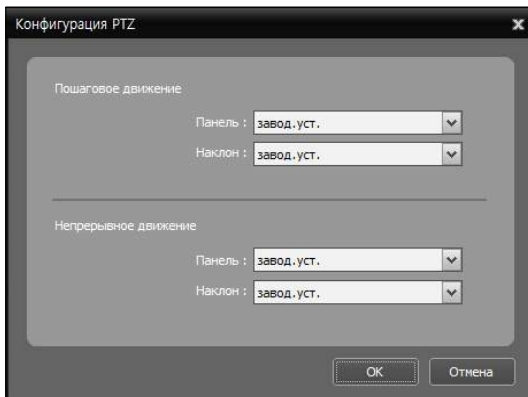 Конфигурация PTZ
Пошаговое движение
Панель : завод.уст.
Наклон : завод.уст.
Непрерывное движение
Панель : завод.уст.
Наклон : завод.уст.
OK Отмена